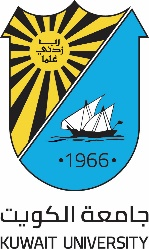 رب
زدني
علما
• 1966 •
جامعة الكويت
KUWAIT UNIVERSITY